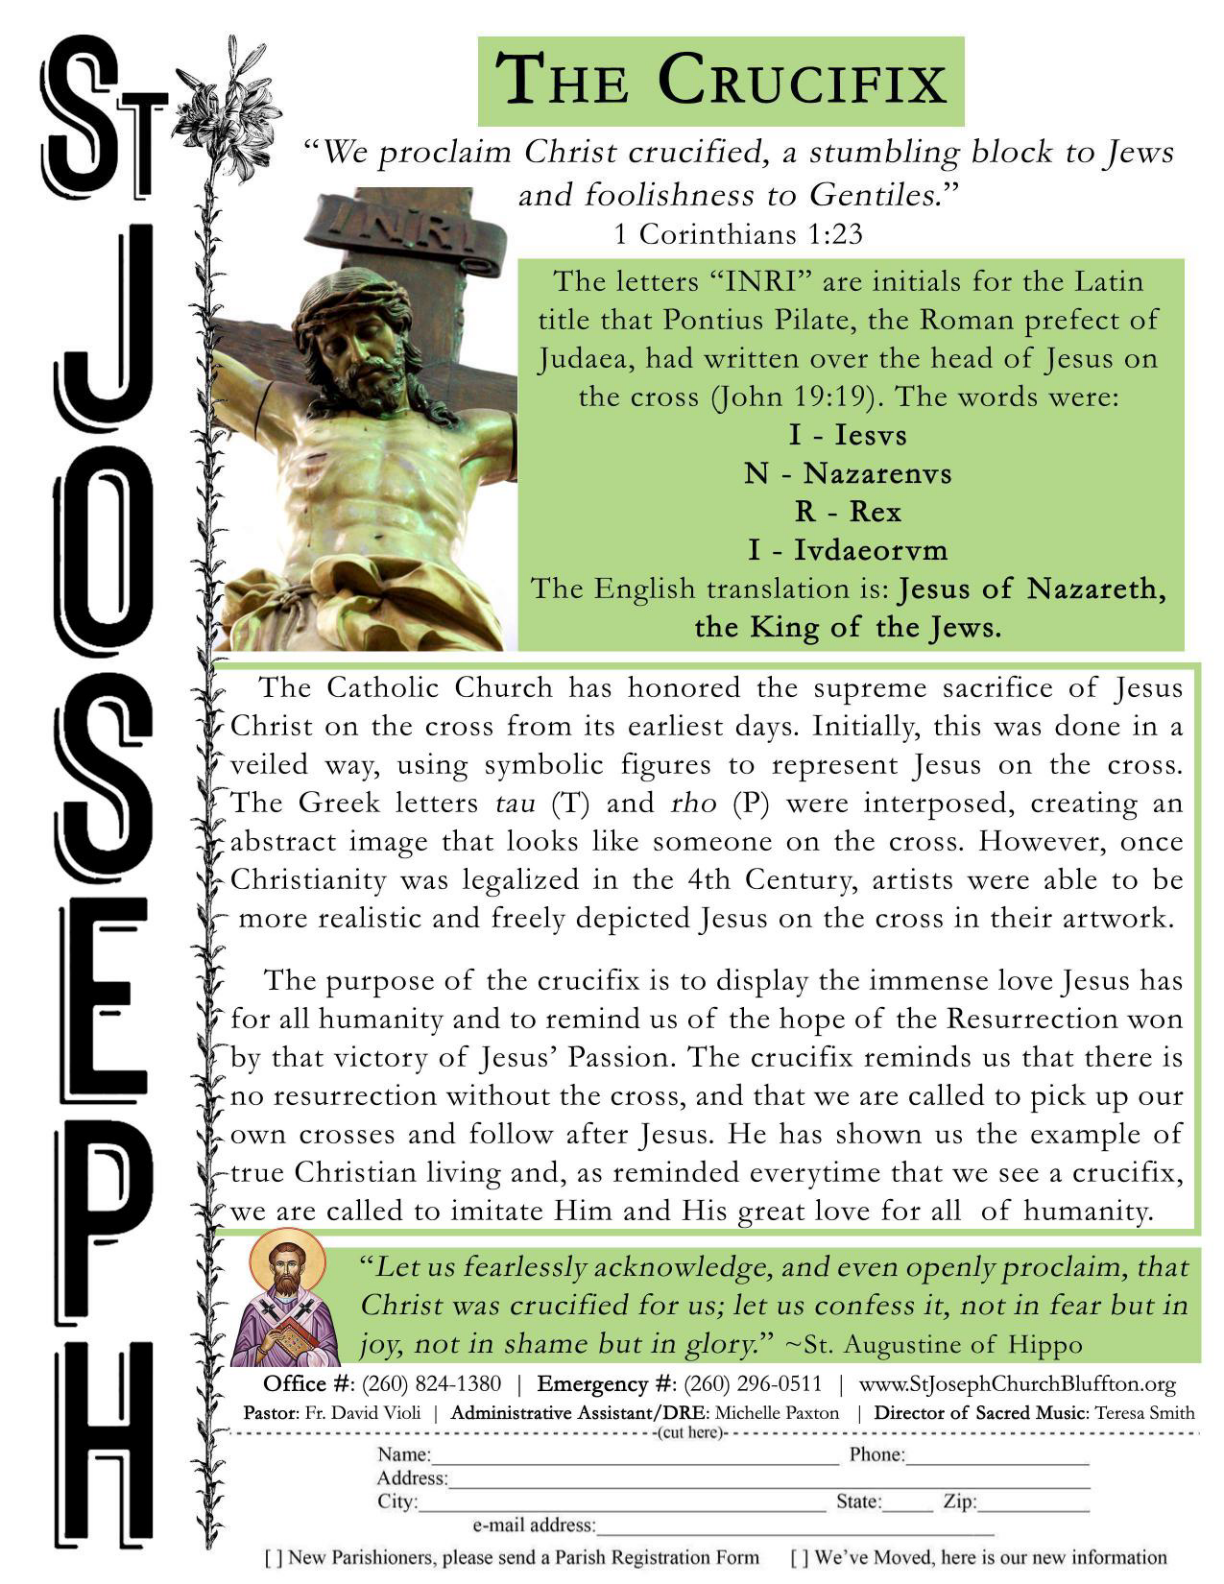 ST JOSEPH
THE CRUCIFIX
“We proclaim Christ crucified, a stumbling block to Jews
and foolishness to Gentiles.”
1 Corinthians 1:23
INRI
The letters “INRI” are initials for the Latin
title that Pontius Pilate, the Roman prefect of
Judaea, had written over the head of Jesus on
the cross (John 19:19). The words were:
I - Iesvs
N - Nazarenvs
R - Rex
I - Ivdaeorvm
The English translation is: Jesus of Nazareth,
the King of the Jews.
The Catholic Church has honored the supreme sacrifice of Jesus
Christ on the cross from its earliest days. Initially, this was done in a
veiled way, using symbolic figures to represent Jesus on the cross.
The Greek letters tau (T) and rho (P) were interposed, creating an
abstract image that looks like someone on the cross. However, once
Christianity was legalized in the 4th Century, artists were able to be
more realistic and freely depicted Jesus on the cross in their artwork.
The purpose of the crucifix is to display the immense love Jesus has
for all humanity and to remind us of the hope of the Resurrection won
by that victory of Jesus’ Passion. The crucifix reminds us that there is
no resurrection without the cross, and that we are called to pick up our
own crosses and follow after Jesus. He has shown us the example of
true Christian living and, as reminded everytime that we see a crucifix,
we are called to imitate Him and His great love for all of humanity.
“Let us fearlessly acknowledge, and even openly proclaim, that
Christ was crucified for us; let us confess it, not in fear but in
joy, not in shame but in glory.” ~St. Augustine of Hippo
Office #: (260) 824-1380 | Emergency #: (260) 296-0511 | www.StJosephChurchBluffton.org
Pastor: Fr. David Violi | Administrative Assistant/DRE: Michelle Paxton | Director of Sacred Music: Teresa Smith
(cut here)
Name: Phone:
Address:
City: State: Zip:
e-mail address:
[ ] New Parishioners, please send a Parish Registration Form [ ] We’ve Moved, here is our new information